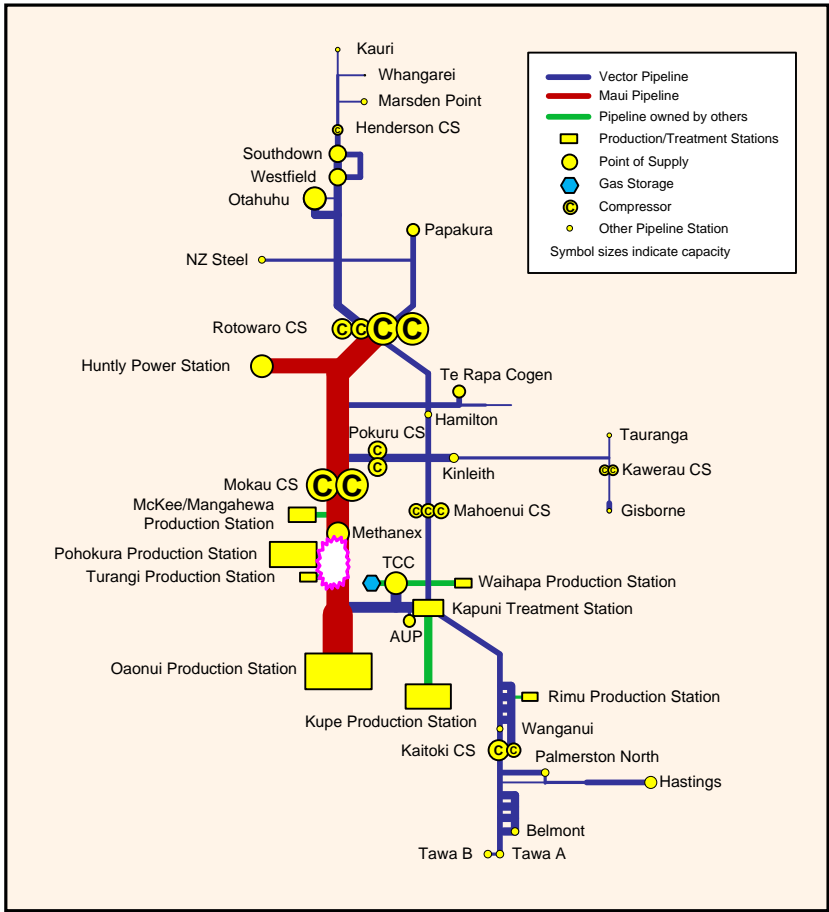 Kauri
Whangarei
Marsden Point
Henderson CS
Southdown
Westfield
Otahuhu
Papakura
NZ Steel
Rotowaro CS
C C C C
Huntly Power Station
Te Rapa Cogen
Hamilton
Pokuru CS
C
C
Kinleith
Tauranga
Kawerau CS
C C
Gisborne
Mokau CS
C C
Mahoenui CS
C C C
McKee/Mangahewa
Production Station
Methanex
Pohokura Production Station
Turangi Production Station
TCC
Waihapa Production Station
Kapuni Treatment Station
AUP
Oaonui Production Station
Kupe Production Station
Rimu Production Station
Wanganui
Kaitoki CS
C C
Palmerston North
Hastings
Belmont
Tawa B
Tawa A
Vector Pipeline
Maui Pipeline
Pipeline owned by others
Production/Treatment Stations
Point of Supply
Gas Storage
C Compressor
Other Pipeline Station
Symbol sizes indicate capacity